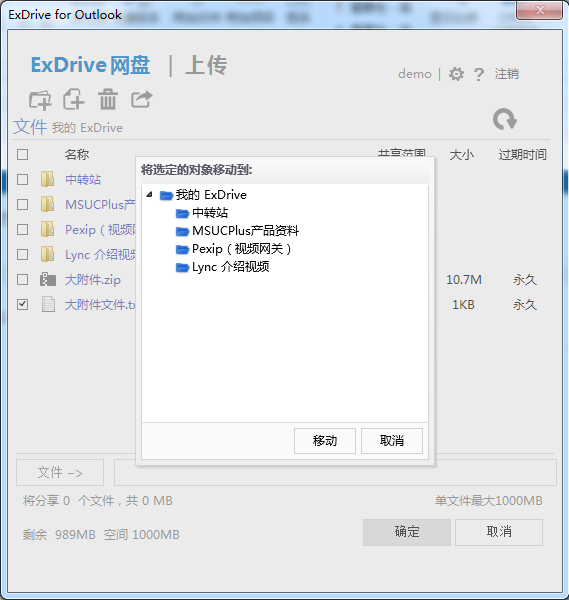 ExDrive for Outlook
ExDrive网盘 | 上传
demo | ? 注销
文件 我的 ExDrive
名称 共享范围 大小 过期时间
中转站
MSUCPlus产
Pexip（视频网
Lync 介绍视频
大附件.zip 10.7M 永久
大附件文件.tx 1KB 永久
将选定的对象移动到:
我的 ExDrive
中转站
MSUCPlus产品资料
Pexip（视频网关）
Lync 介绍视频
移动 取消
文件 -->
将分享 0 个文件，共 0 MB 单文件最大1000MB
剩余 989MB 空间 1000MB
确定 取消